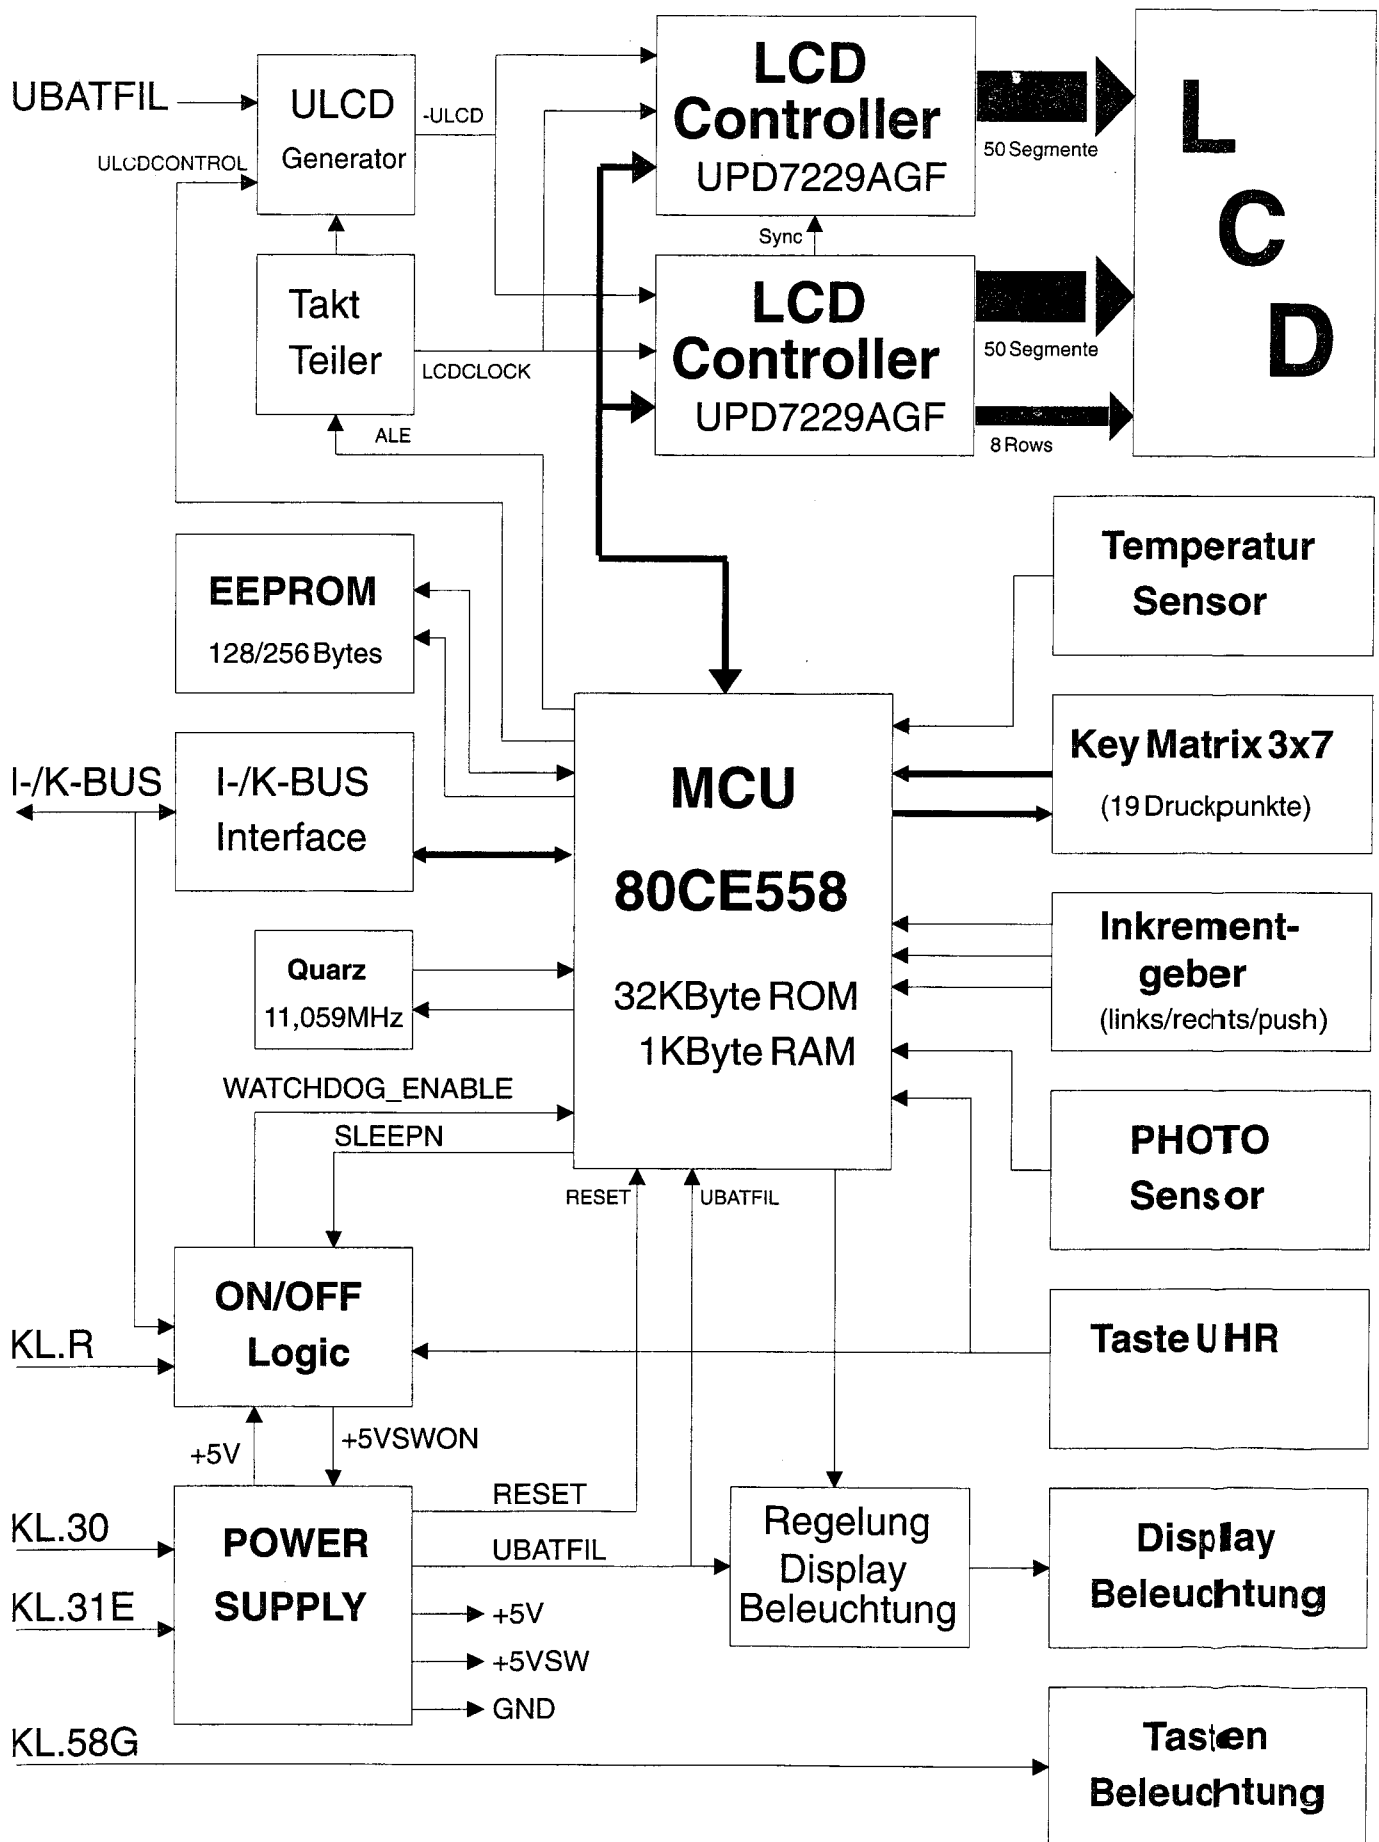 UBATFIL
ULCDCONTROL
ULCD
Generator
-ULCD
LCD
Controller
UPD7229AGF
50 Segmente
L
C
D
Sync
Takt
Teiler
LCDCLOCK
ALE
LCD
Controller
UPD7229AGF
50 Segmente
8 Rows
EEPROM
128/256 Bytes
Temperatur
Sensor
I-/K-BUS
I-/K-BUS
Interface
MCU
80CE558
32KByte ROM
1KByte RAM
Key Matrix 3x7
(19 Druckpunkte)
Quarz
11,059MHz
Inkrement-
geber
(links/rechts/push)
WATCHDOG_ENABLE
SLEEPN
RESET
UBATFIL
PHOTO
Sensor
KL.R
ON/OFF
Logic
Taste UHR
+5V
+5VSWON
KL.30
KL.31E
POWER
SUPPLY
RESET
UBATFIL
+5V
+5VSW
GND
Regelung
Display
Beleuchtung
Display
Beleuchtung
KL.58G
Tasten
Beleuchtung